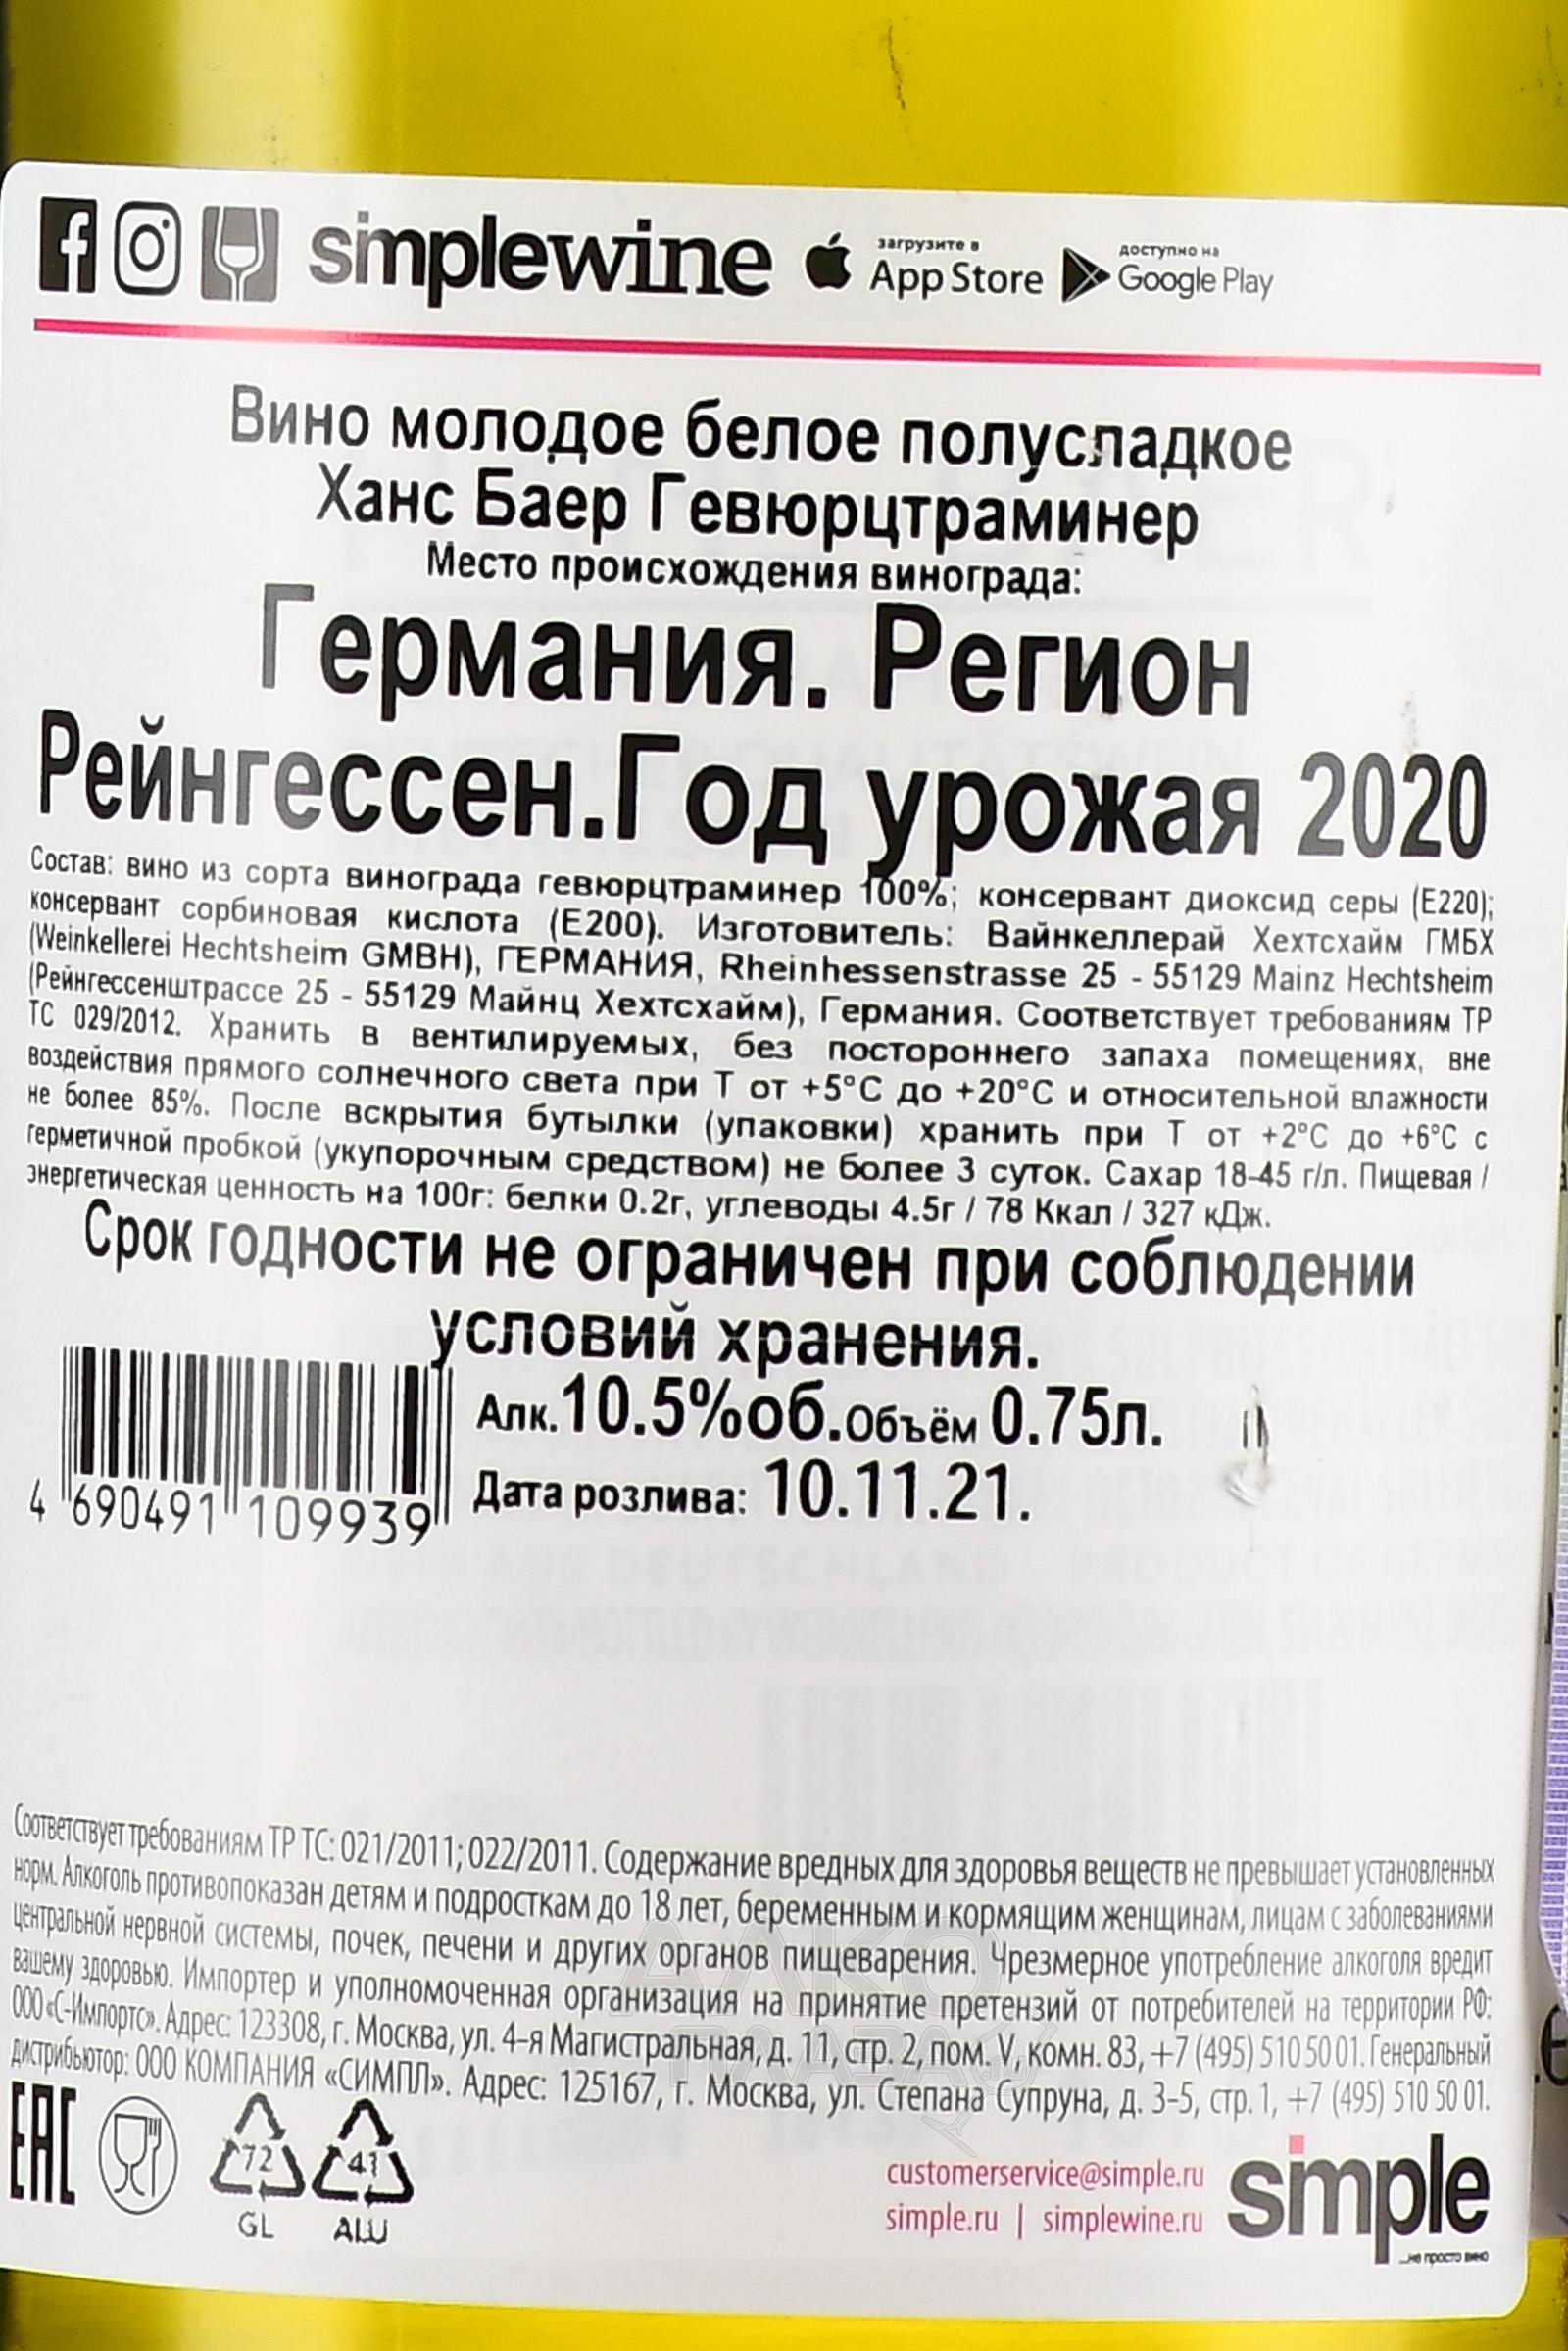 simplewine
загрузите в
App Store
доступно на
Google Play
Вино молодое белое полусладкое
Ханс Баер Гевюрцтраминер
Место происхождения винограда:
Германия. Регион
Рейнгессен.Год урожая 2020
Состав: вино из сорта винограда гевюрцтраминер 100%; консервант диоксид серы (Е220);
консервант сорбиновая кислота (Е200). Изготовитель: Вайнкеллерай Хехтсхайм ГМБХ
(Weinkellerei Hechtsheim GMBH), ГЕРМАНИЯ, Rheinhessenstrasse 25 - 55129 Mainz Hechtsheim
(Рейнгессенштрассе 25 - 55129 Майнц Хехтсхайм), Германия. Соответствует требованиям ТР
ТС 029/2012. Хранить в вентилируемых, без постороннего запаха помещениях, вне
воздействия прямого солнечного света при Т от +5°С до +20°С и относительной влажности
не более 85%. После вскрытия бутылки (упаковки) хранить при Т от +2°С до +6°С с
герметичной пробкой (укупорочным средством) не более 3 суток. Сахар 18-45 г/л. Пищевая /
энергетическая ценность на 100г: белки 0.2г, углеводы 4.5г / 78 Ккал / 327 кДж.
Срок годности не ограничен при соблюдении
условий хранения.
Алк.10.5%об.Объём 0.75л.
Дата розлива: 10.11.21.
4 690491 109939
Соответствует требованиям ТР ТС: 021/2011; 022/2011. Содержание вредных для здоровья веществ не превышает установленных
норм. Алкоголь противопоказан детям и подросткам до 18 лет, беременным и кормящим женщинам, лицам с заболеваниями
центральной нервной системы, почек, печени и других органов пищеварения. Чрезмерное употребление алкоголя вредит
вашему здоровью. Импортер и уполномоченная организация на принятие претензий от потребителей на территории РФ:
ООО «С-Импортс». Адрес: 123308, г. Москва, ул. 4-я Магистральная, д. 11, стр. 2, пом. V, комн. 83, +7 (495) 510 50 01. Генеральный
дистрибьютор: ООО КОМПАНИЯ «СИМПЛ». Адрес: 125167, г. Москва, ул. Степана Супруна, д. 3-5, стр. 1, +7 (495) 510 50 01.
ЕАС
72
GL
41
ALU
customerservice@simple.ru
simple.ru | simplewine.ru
simple
...не просто вино
АЛКО
ПЛАЗА